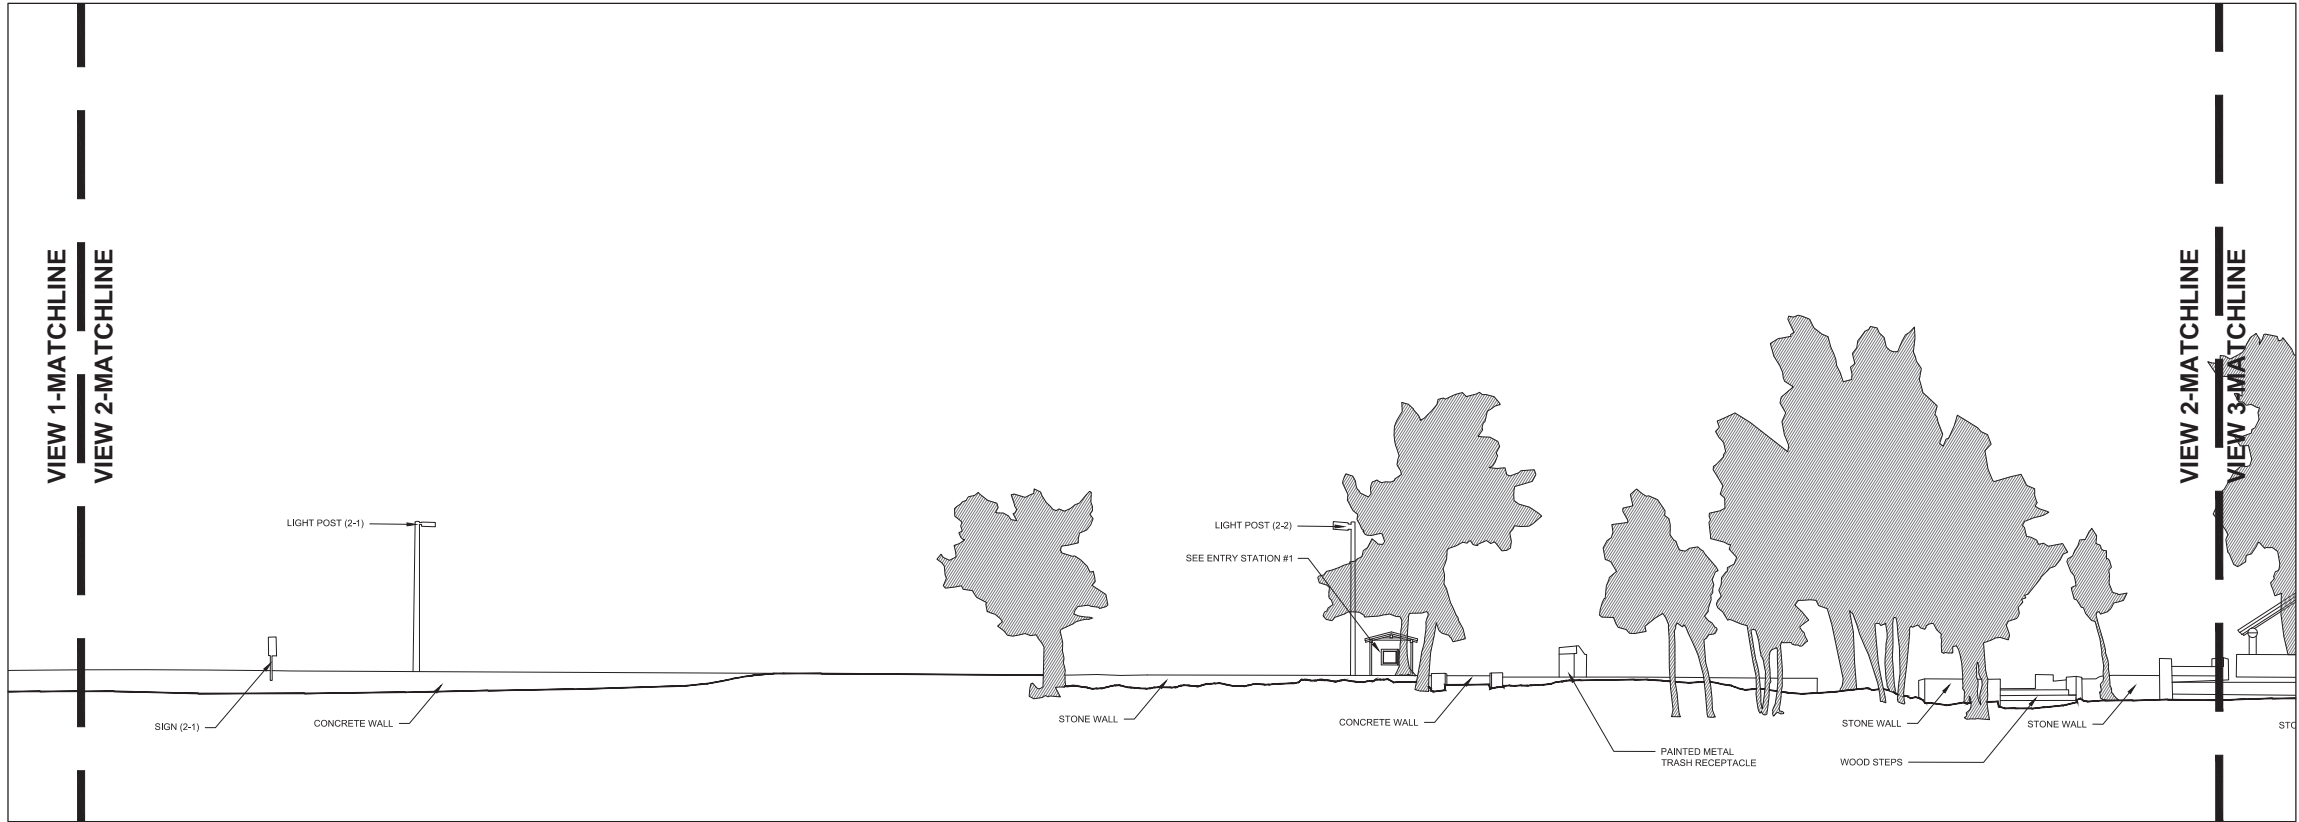 VIEW 1-MATCHLINE
VIEW 2-MATCHLINE
VIEW 2-MATCHLINE
VIEW 3-MATCHLINE
LIGHT POST (2-1)
LIGHT POST (2-2)
SEE ENTRY STATION #1
SIGN (2-1)
CONCRETE WALL
STONE WALL
CONCRETE WALL
STONE WALL
STONE WALL
STO
PAINTED METAL
TRASH RECEPTACLE
WOOD STEPS